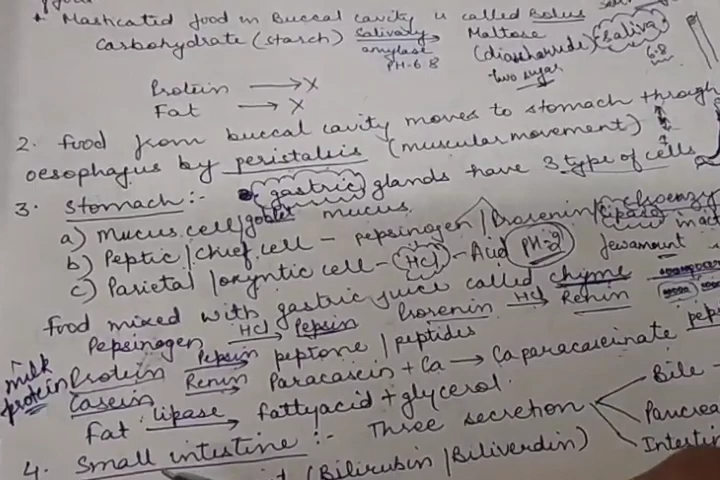 * Masticated food in Buccal cavity is called Bolus
Carbohydrate (starch) Salivary amylase PH-6.8 → Maltose (disaccharide) two sugar saliva 6.8
Protein → X
Fat → X
2. Food from buccal cavity moves to stomach through
oesophagus by peristalsis (muscular movement)
3. Stomach :- gastric glands have 3 type of cells
a) Mucus cell/goblet mucus
b) Peptic/Chief cell - pepsinogen/Prorenin/lipase
c) Parietal/oxyntic cell - HCl - Acid PH-2
Food mixed with gastric juice called chyme
Pepsinogen HCl → Pepsin Prorenin HCl → Renin
milk protein
Protein Pepsin → peptone/peptides
Casein Renin → Paracasein + Ca → Ca paracaseinate
Fat lipase → fattyacid + glycerol.
4. Small intestine :- Three secretion
Bile -
Pancrea
Intesti
(Bilirubin/Biliverdin)